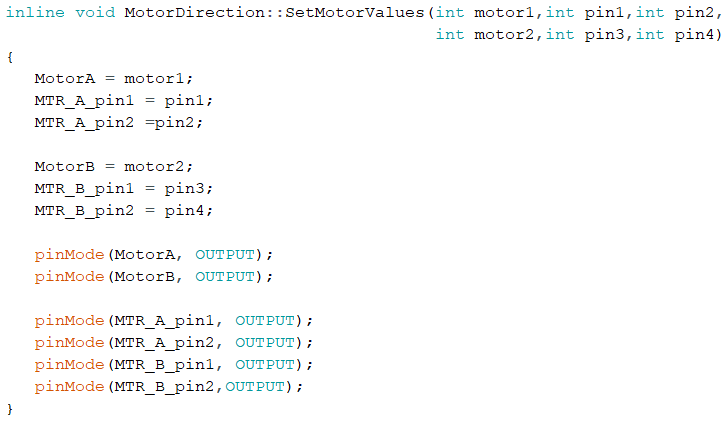 inline void MotorDirection::SetMotorValues(int motor1,int pin1,int pin2,
int motor2,int pin3,int pin4)
{
MotorA = motor1;
MTR_A_pin1 = pin1;
MTR_A_pin2 =pin2;
MotorB = motor2;
MTR_B_pin1 = pin3;
MTR_B_pin2 = pin4;
pinMode(MotorA, OUTPUT);
pinMode(MotorB, OUTPUT);
pinMode(MTR_A_pin1, OUTPUT);
pinMode(MTR_A_pin2, OUTPUT);
pinMode(MTR_B_pin1, OUTPUT);
pinMode(MTR_B_pin2,OUTPUT);
}